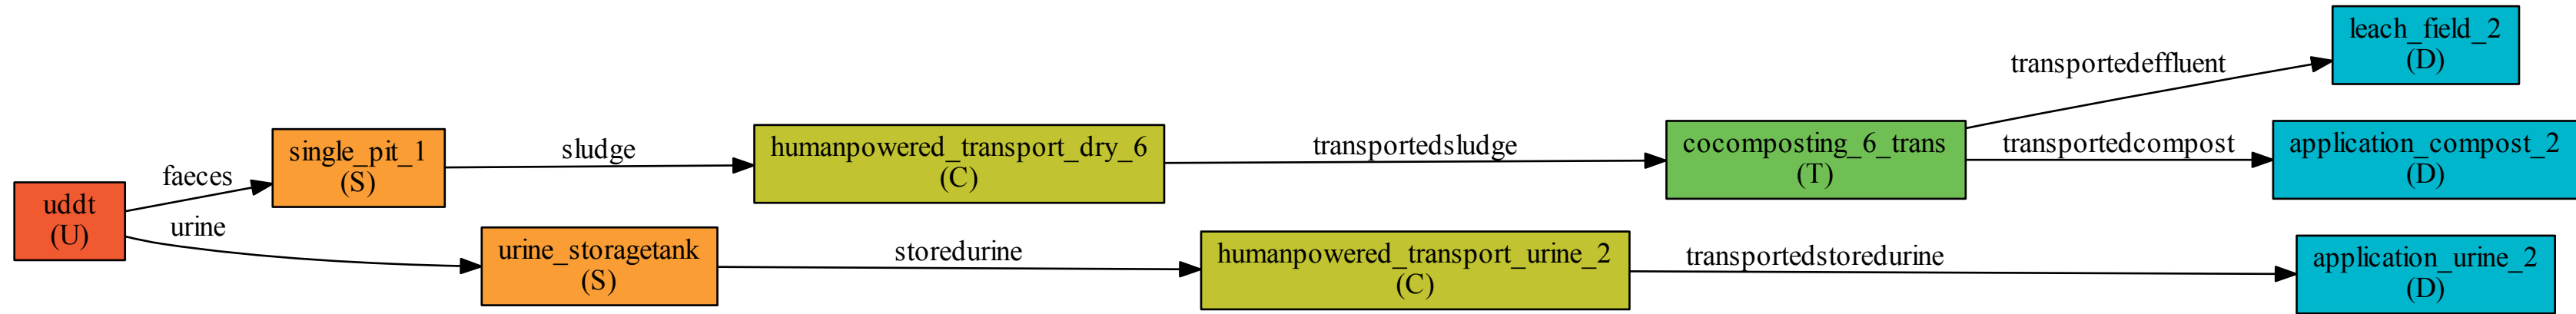 uddt
(U)
faeces
urine
single_pit_1
(S)
sludge
urine_storagetank
(S)
storedurine
humanpowered_transport_dry_6
(C)
transportedsludge
humanpowered_transport_urine_2
(C)
transportedstoredurine
cocomposting_6_trans
(T)
transportedeffluent
transportedcompost
leach_field_2
(D)
application_compost_2
(D)
application_urine_2
(D)